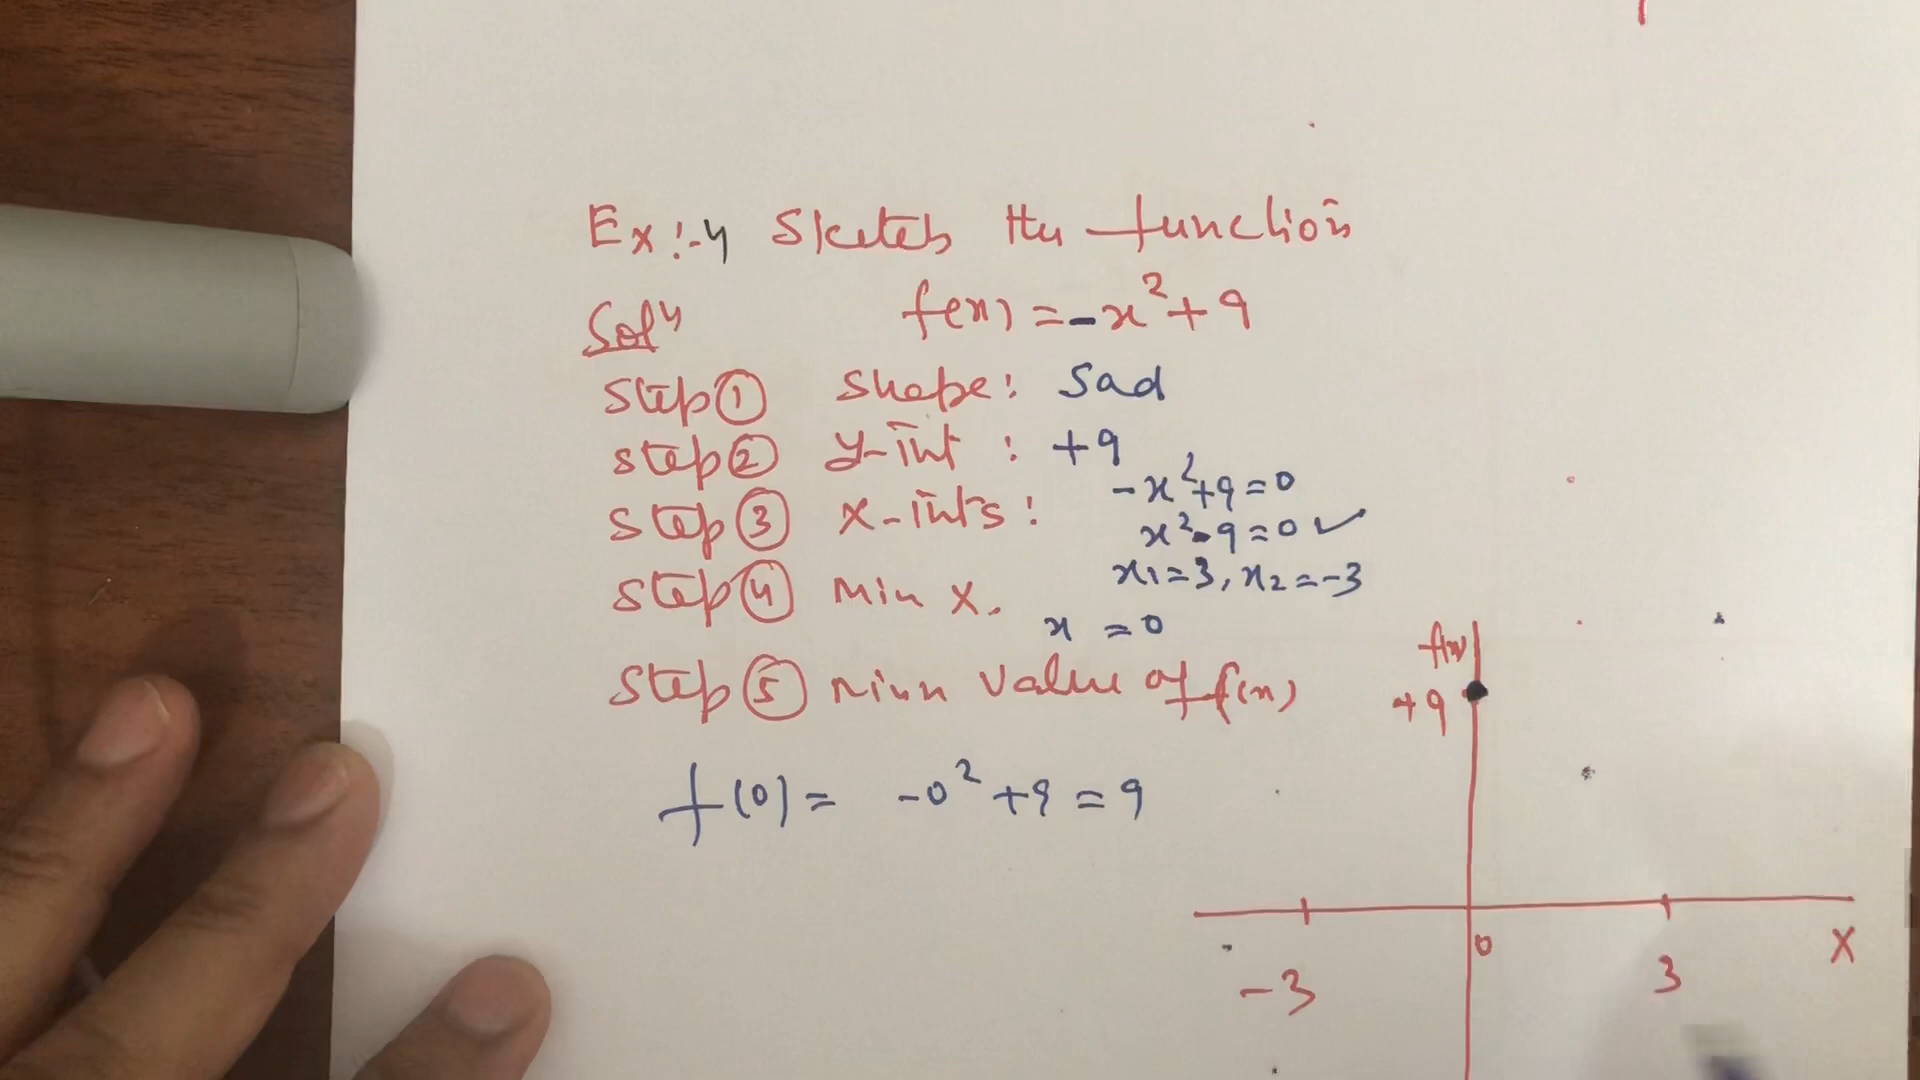 Ex:-4 Sketch the function
Solⁿ f(x) = -x² + 9
Step ① Shape: Sad
Step ② y-int : +9
Step ③ x-ints :
-x²+9=0
x²-9=0 ✓
x₁=3, x₂=-3
Step ④ Min x.
x = 0
Step ⑤ Minn Value of f(x)
f(0) = -0² +9 = 9
f(x)
+9
0
X
-3
3